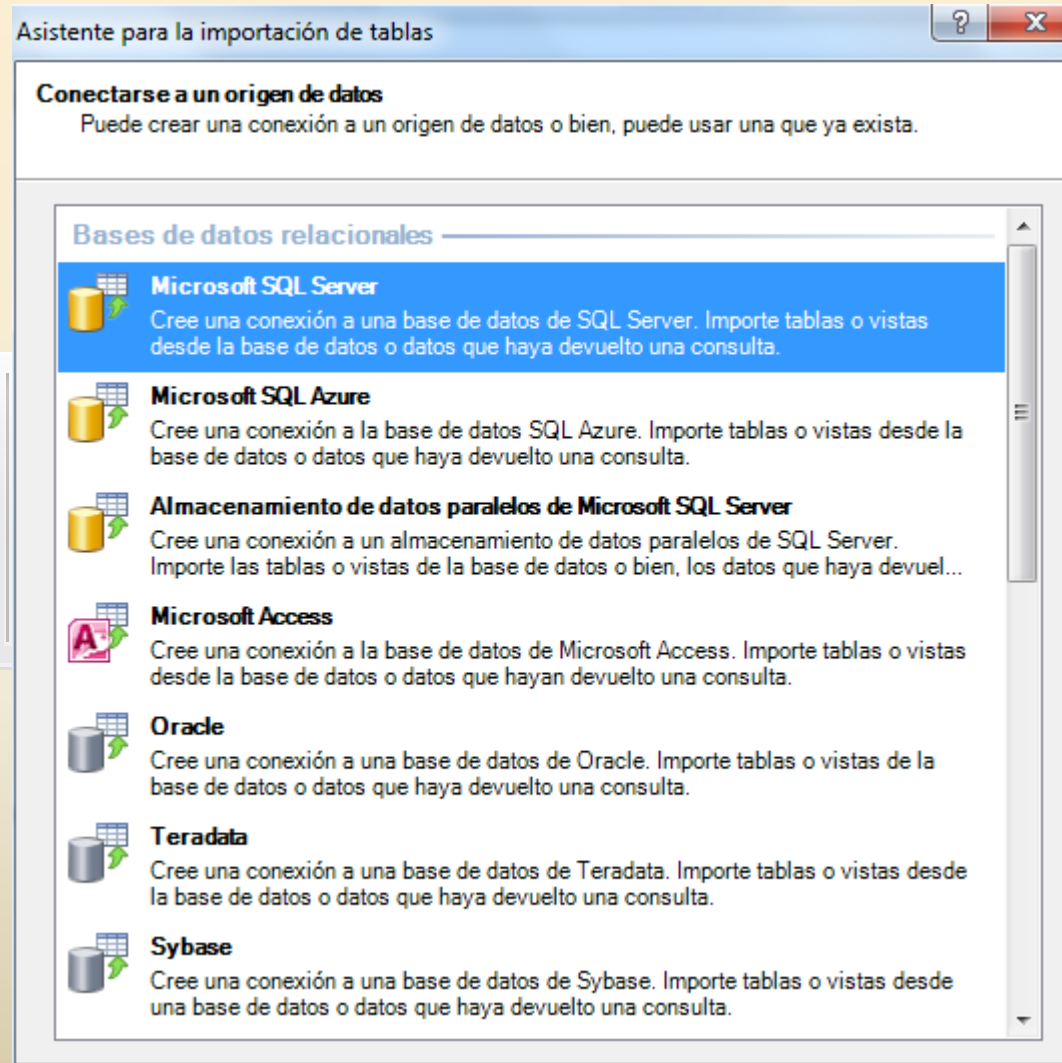 Asistente para la importación de tablas
Conectarse a un origen de datos
Puede crear una conexión a un origen de datos o bien, puede usar una que ya exista.
Bases de datos relacionales
Microsoft SQL Server
Cree una conexión a una base de datos de SQL Server. Importe tablas o vistas
desde la base de datos o datos que haya devuelto una consulta.
Microsoft SQL Azure
Cree una conexión a la base de datos SQL Azure. Importe tablas o vistas desde la
base de datos o datos que haya devuelto una consulta.
Almacenamiento de datos paralelos de Microsoft SQL Server
Cree una conexión a un almacenamiento de datos paralelos de SQL Server.
Importe las tablas o vistas de la base de datos o bien, los datos que haya devuel...
Microsoft Access
Cree una conexión a la base de datos de Microsoft Access. Importe tablas o vistas
desde la base de datos o datos que hayan devuelto una consulta.
Oracle
Cree una conexión a una base de datos de Oracle. Importe tablas o vistas de la
base de datos o datos que haya devuelto una consulta.
Teradata
Cree una conexión a una base de datos de Teradata. Importe tablas o vistas desde
la base de datos o datos que haya devuelto una consulta.
Sybase
Cree una conexión a una base de datos de Sybase. Importe tablas o vistas desde
una base de datos o datos que haya devuelto una consulta.